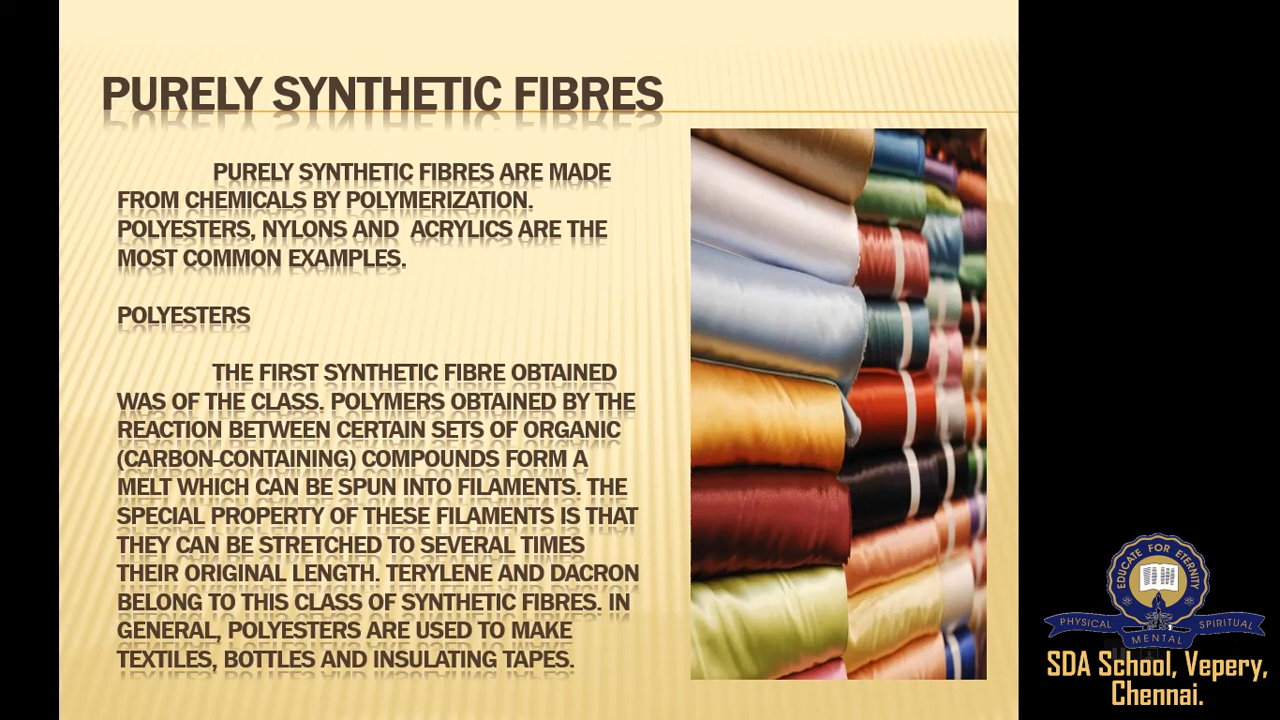 PURELY SYNTHETIC FIBRES
PURELY SYNTHETIC FIBRES ARE MADE
FROM CHEMICALS BY POLYMERIZATION.
POLYESTERS, NYLONS AND ACRYLICS ARE THE
MOST COMMON EXAMPLES.
POLYESTERS
THE FIRST SYNTHETIC FIBRE OBTAINED
WAS OF THE CLASS. POLYMERS OBTAINED BY THE
REACTION BETWEEN CERTAIN SETS OF ORGANIC
(CARBON-CONTAINING) COMPOUNDS FORM A
MELT WHICH CAN BE SPUN INTO FILAMENTS. THE
SPECIAL PROPERTY OF THESE FILAMENTS IS THAT
THEY CAN BE STRETCHED TO SEVERAL TIMES
THEIR ORIGINAL LENGTH. TERYLENE AND DACRON
BELONG TO THIS CLASS OF SYNTHETIC FIBRES. IN
GENERAL, POLYESTERS ARE USED TO MAKE
TEXTILES, BOTTLES AND INSULATING TAPES.
EDUCATE FOR ETERNITY
PHYSICAL MENTAL SPIRITUAL
SDA School, Vepery,
Chennai.